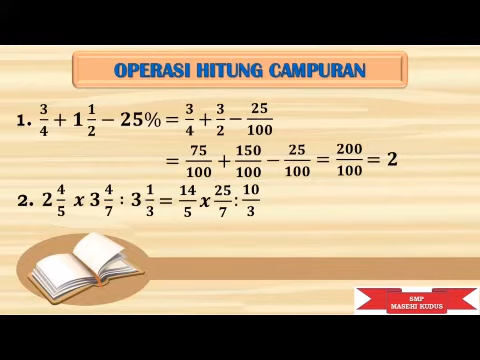 OPERASI HITUNG CAMPURAN
1. 3/4 + 1 1/2 − 25% = 3/4 + 3/2 − 25/100
= 75/100 + 150/100 − 25/100 = 200/100 = 2
2. 2 4/5 x 3 4/7 : 3 1/3 = 14/5 x 25/7 : 10/3
SMP
MASEHI KUDUS